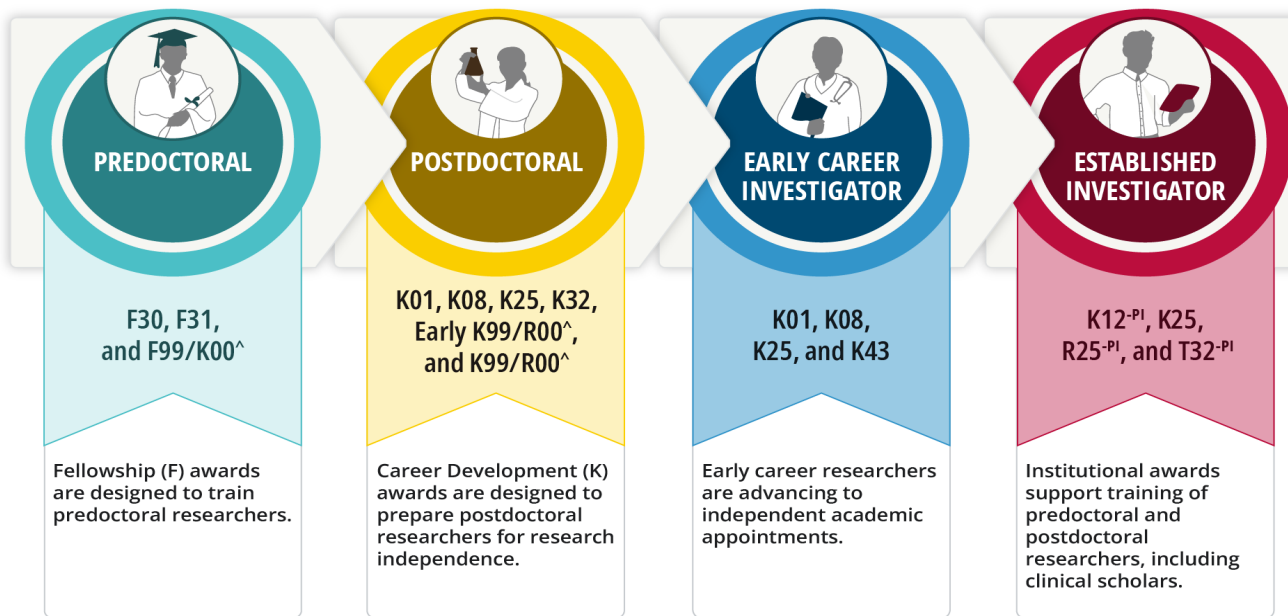 PREDOCTORAL
F30, F31,
and F99/K00^
Fellowship (F) awards
are designed to train
predoctoral researchers.
POSTDOCTORAL
K01, K08, K25, K32,
Early K99/R00^,
and K99/R00^
Career Development (K)
awards are designed to
prepare postdoctoral
researchers for research
independence.
EARLY CAREER
INVESTIGATOR
K01, K08,
K25, and K43
Early career researchers
are advancing to
independent academic
appointments.
ESTABLISHED
INVESTIGATOR
K12-PI, K25,
R25-PI, and T32-PI
Institutional awards
support training of
predoctoral and
postdoctoral
researchers, including
clinical scholars.